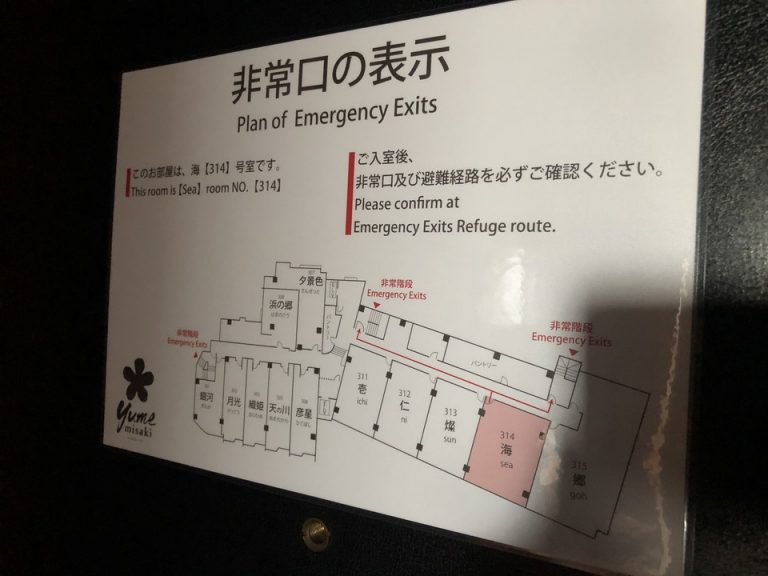 非常口の表示
Plan of Emergency Exits
このお部屋は、海【314】号室です。
This room is【Sea】room NO.【314】
ご入室後、
非常口及び避難経路を必ずご確認ください。
Please confirm at
Emergency Exits Refuge route.
夕景色
浜の郷
パントリー
非常階段
Emergency Exits
非常階段
Emergency Exits
非常階段
Emergency Exits
パントリー
銀河
月光
織姫
天の川
彦星
311
壱
ichi
312
仁
ni
313
燦
sun
314
海
sea
315
郷
goh
yume
misaki